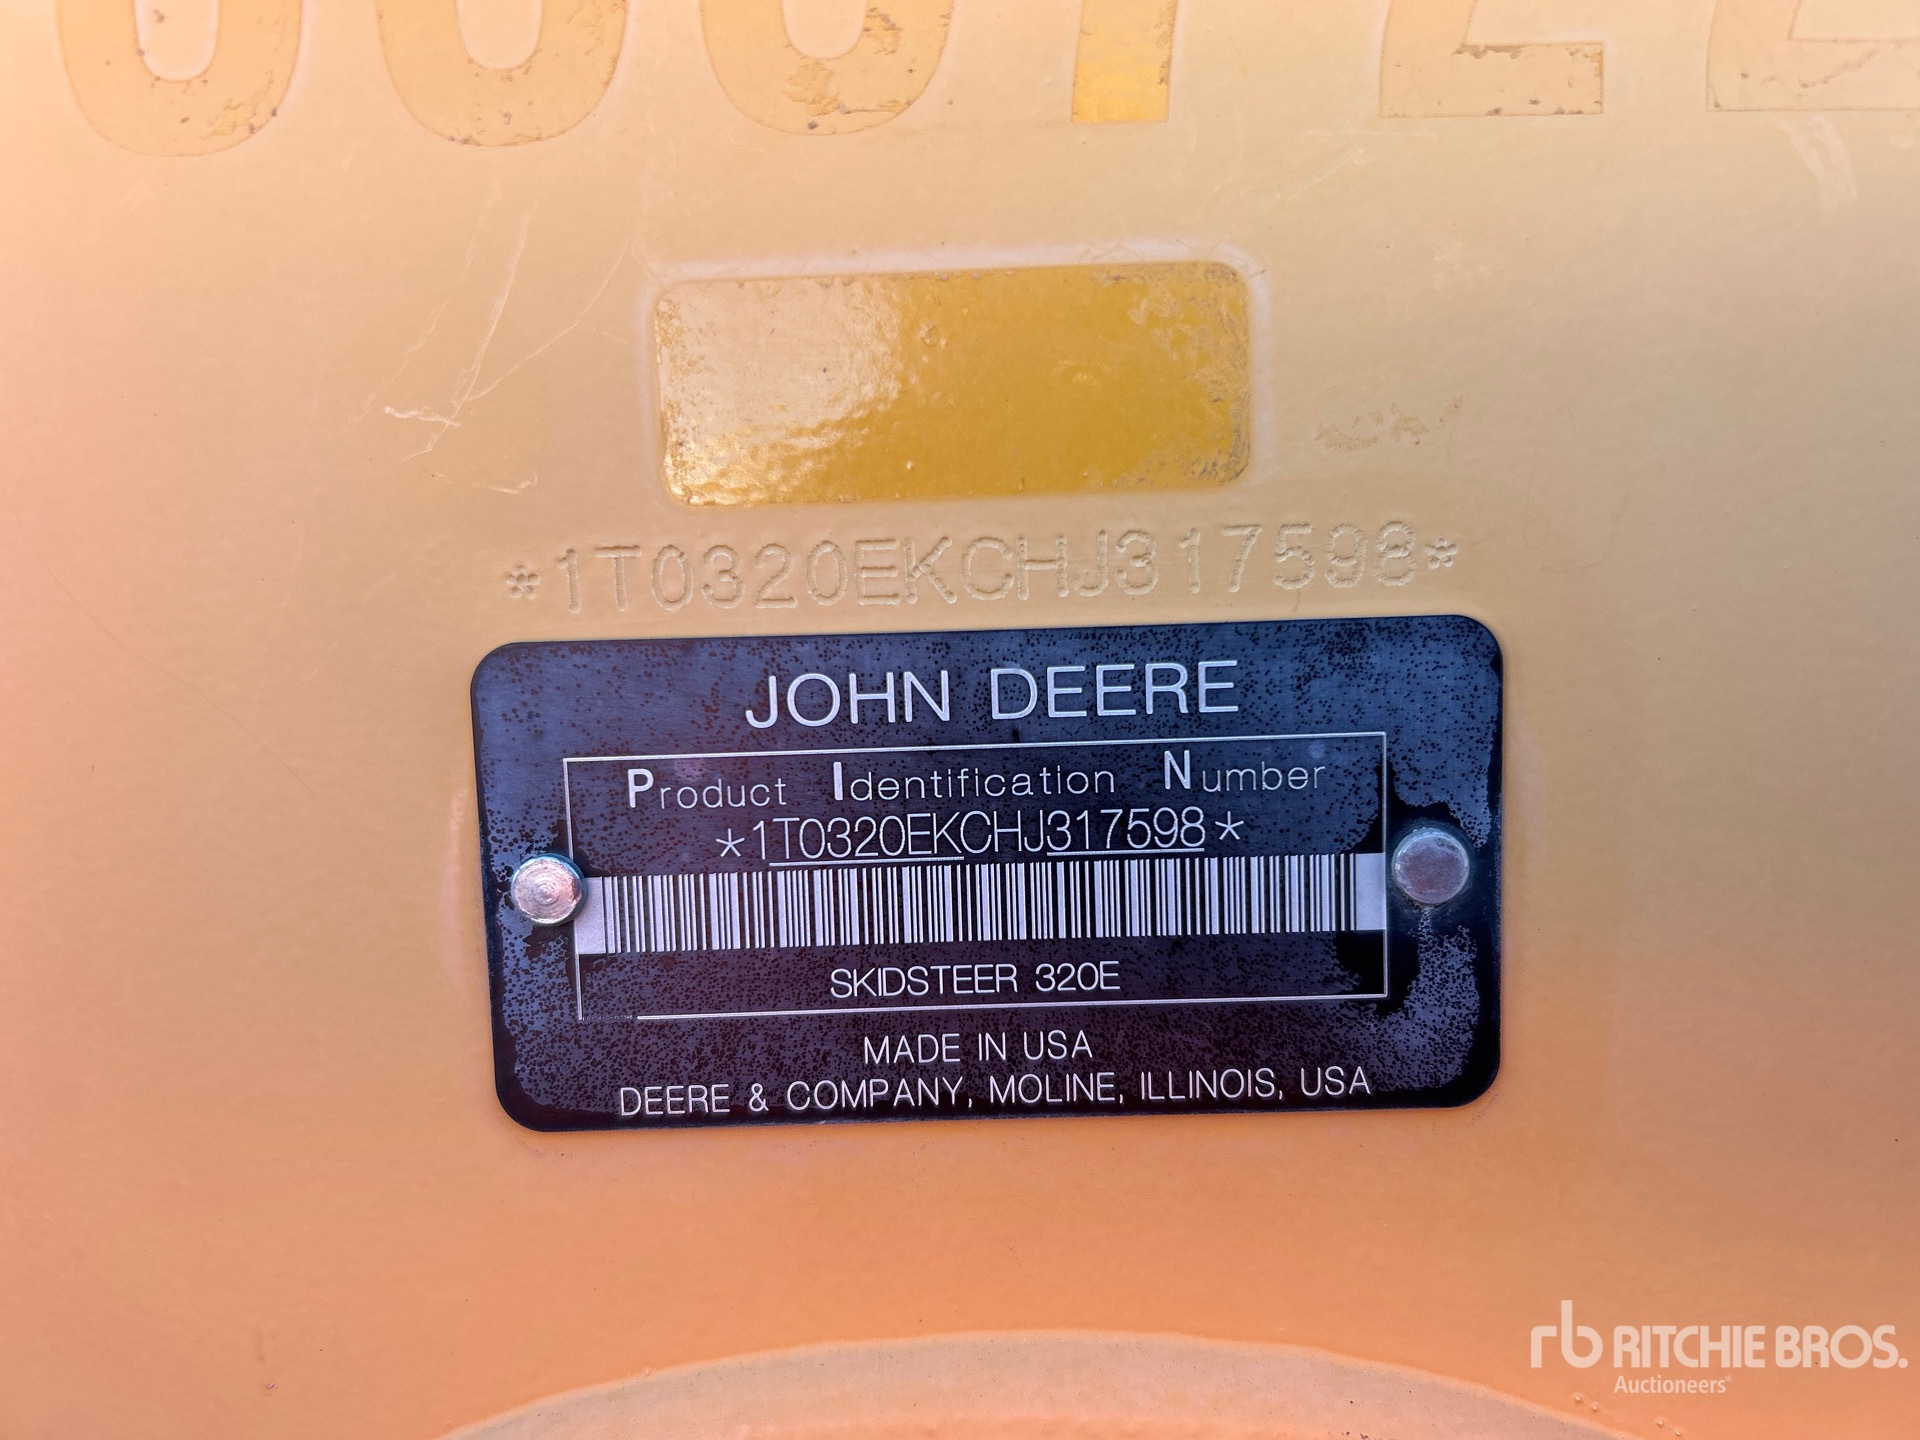 *1T0320EKCHJ317598*
JOHN DEERE
Product Identification Number
*1T0320EKCHJ317598*
SKIDSTEER 320E
MADE IN USA
DEERE & COMPANY, MOLINE, ILLINOIS, USA
rb RITCHIE BROS.
Auctioneers